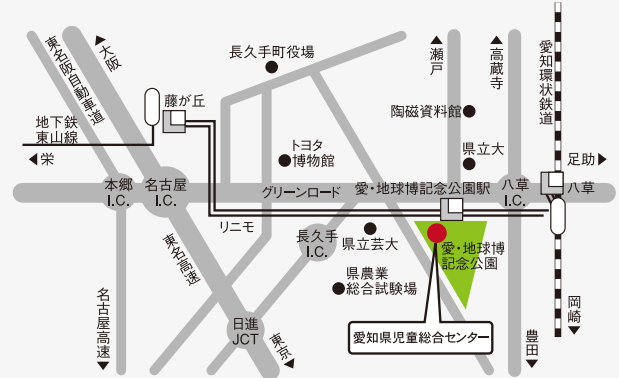 東名阪自動車道
▲大阪
長久手町役場
▲瀬戸
▲高蔵寺
愛知環状鉄道
地下鉄
東山線
◀栄
藤が丘
陶磁資料館
トヨタ
博物館
県立大
足助▶
本郷
I.C.
名古屋
I.C.
グリーンロード
愛・地球博記念公園駅
八草
I.C.
八草
リニモ
東名高速
長久手
I.C.
県立芸大
愛・地球博
記念公園
県農業
総合試験場
名古屋高速▼
日進
JCT
東京▼
愛知県児童総合センター
豊田▼
岡崎▼